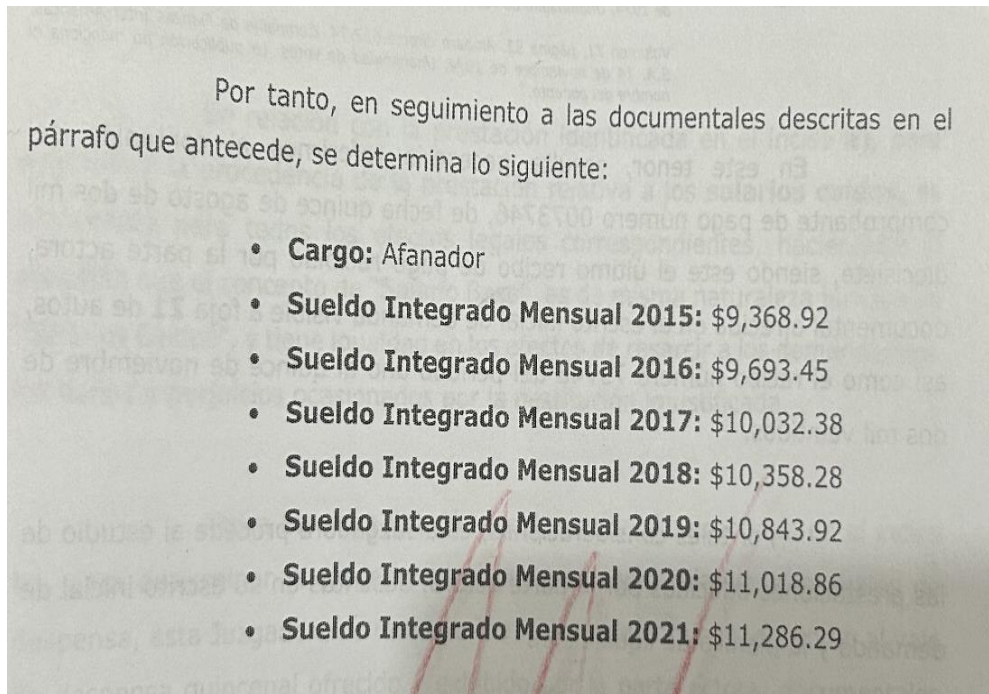 Por tanto, en seguimiento a las documentales descritas en el
párrafo que antecede, se determina lo siguiente:
• Cargo: Afanador
• Sueldo Integrado Mensual 2015: $9,368.92
• Sueldo Integrado Mensual 2016: $9,693.45
• Sueldo Integrado Mensual 2017: $10,032.38
• Sueldo Integrado Mensual 2018: $10,358.28
• Sueldo Integrado Mensual 2019: $10,843.92
• Sueldo Integrado Mensual 2020: $11,018.86
• Sueldo Integrado Mensual 2021: $11,286.29